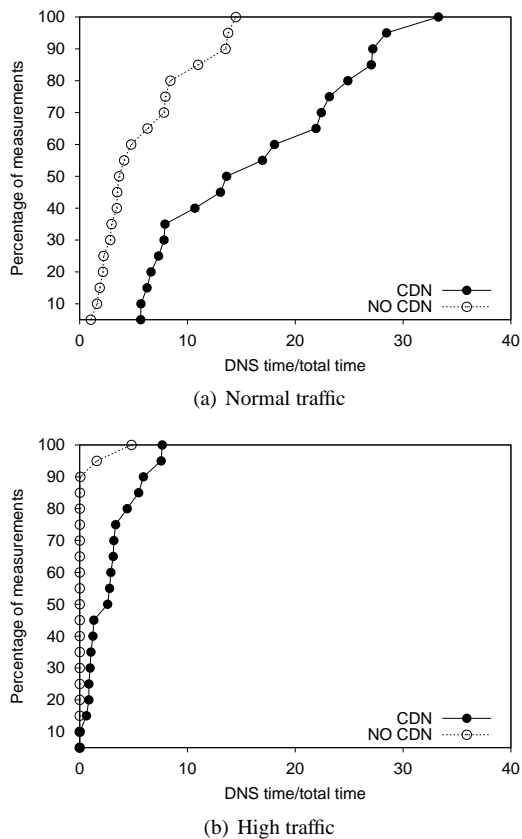 100
90
80
70
60
50
40
30
20
10
Percentage of measurements
CDN
NO CDN
0 10 20 30 40
DNS time/total time
(a) Normal traffic
100
90
80
70
60
50
40
30
20
10
Percentage of measurements
CDN
NO CDN
0 10 20 30 40
DNS time/total time
(b) High traffic